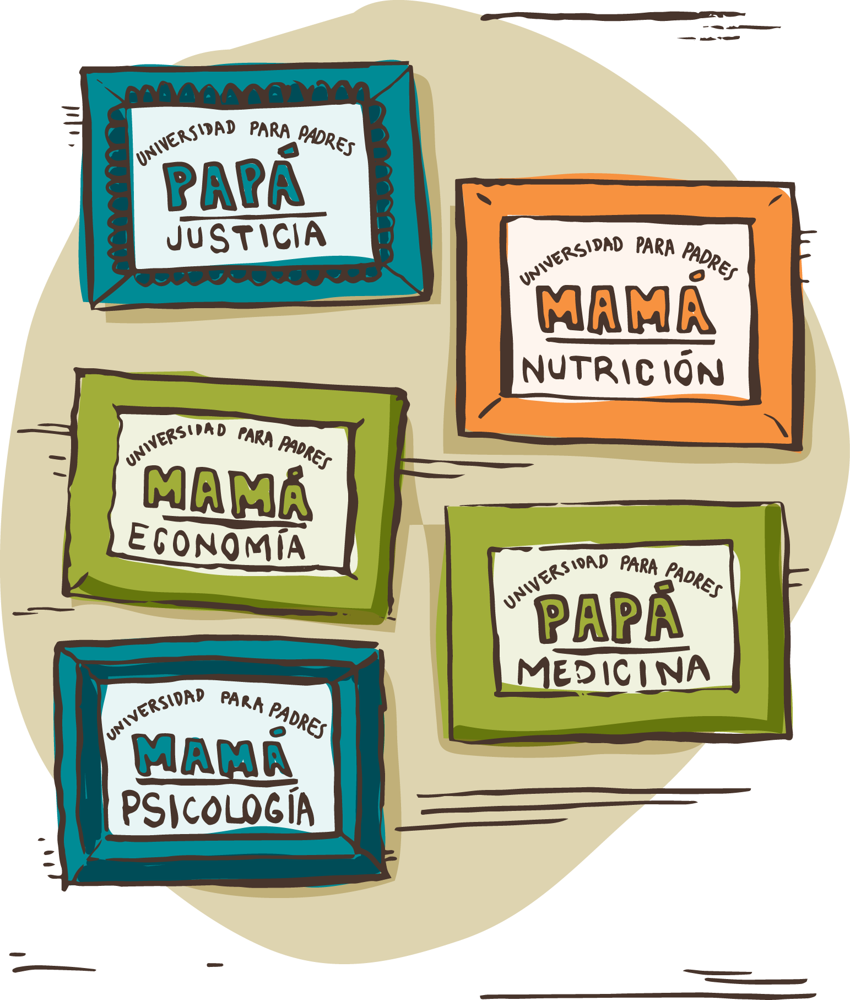 UNIVERSIDAD PARA PADRES
PAPÁ
JUSTICIA
UNIVERSIDAD PARA PADRES
MAMÁ
NUTRICIÓN
UNIVERSIDAD PARA PADRES
MAMÁ
ECONOMÍA
UNIVERSIDAD PARA PADRES
PAPÁ
MEDICINA
UNIVERSIDAD PARA PADRES
MAMÁ
PSICOLOGÍA